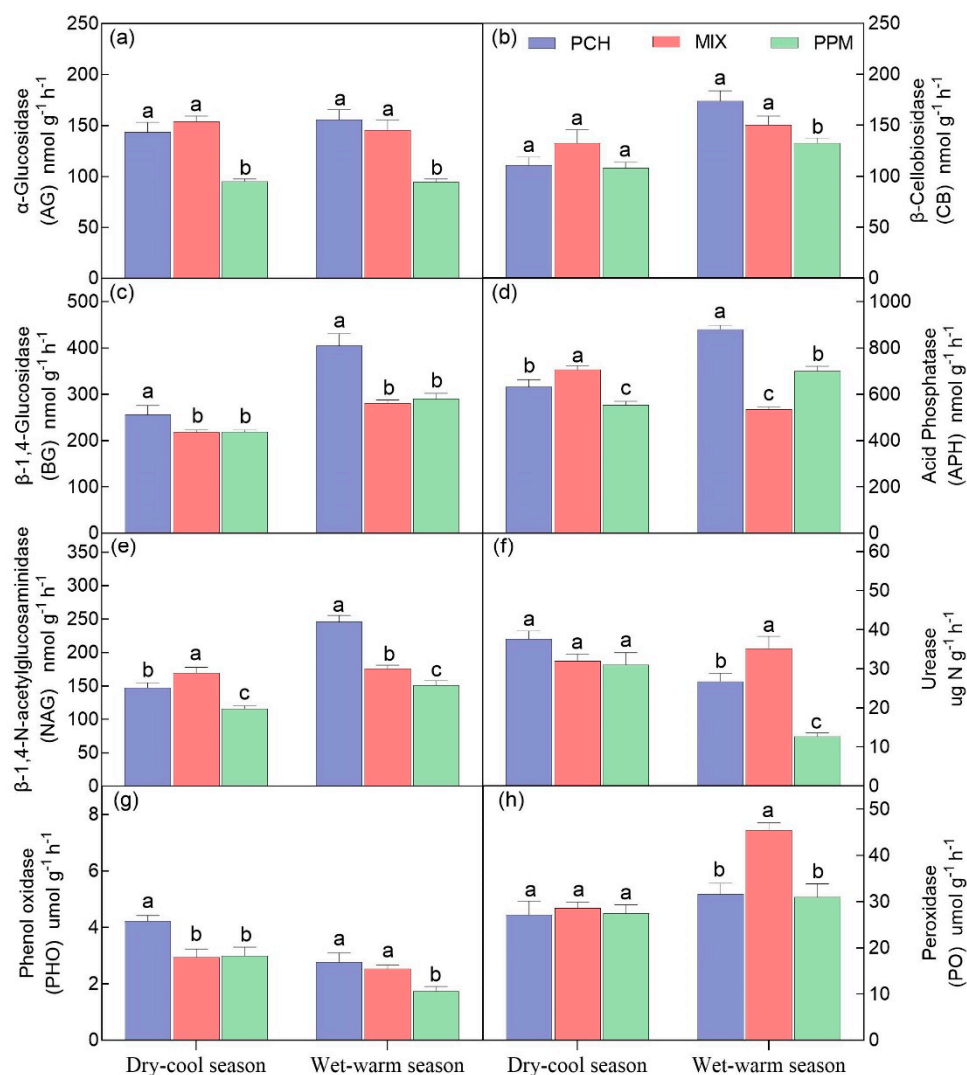 (a)
α-Glucosidase
(AG) nmol g⁻¹ h⁻¹
250
200
150
100
50
0
a
a
b
a
a
b
(b)
PCH
MIX
PPM
a
a
a
a
a
b
250
200
150
100
50
0
β-Cellobiosidase
(CB) nmol g⁻¹ h⁻¹
(c)
β-1,4-Glucosidase
(BG) nmol g⁻¹ h⁻¹
500
400
300
200
100
0
a
b
b
a
b
b
(d)
b
a
c
a
c
b
1000
800
600
400
200
0
Acid Phosphatase
(APH) nmol g⁻¹ h⁻¹
(e)
β-1,4-N-acetylglucosaminidase
(NAG) nmol g⁻¹ h⁻¹
350
300
250
200
150
100
50
0
b
a
c
a
b
c
(f)
a
a
a
b
a
c
60
50
40
30
20
10
0
Urease
ug N g⁻¹ h⁻¹
(g)
Phenol oxidase
(PHO) umol g⁻¹ h⁻¹
8
6
4
2
0
a
b
b
a
a
b
(h)
a
a
a
b
a
b
50
40
30
20
10
0
Peroxidase
(PO) umol g⁻¹ h⁻¹
Dry-cool season
Wet-warm season
Dry-cool season
Wet-warm season